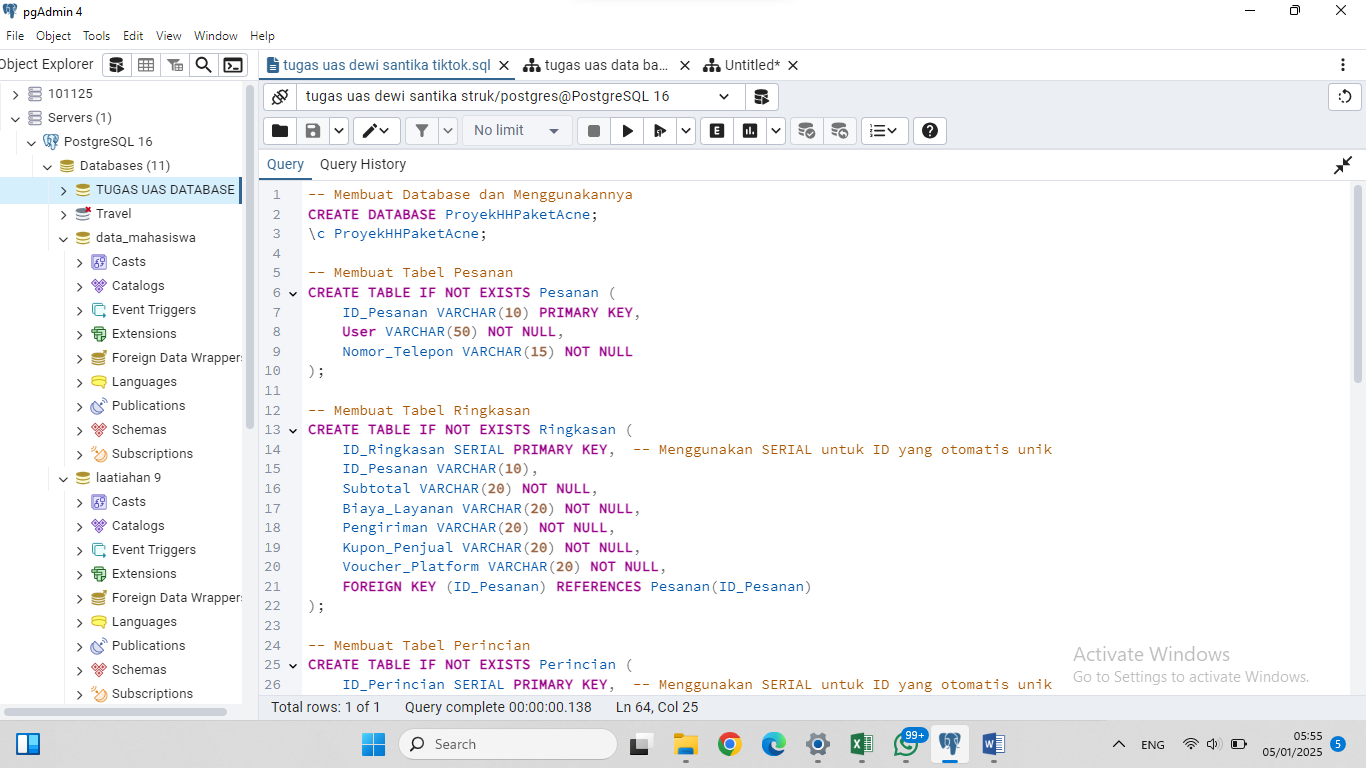 pgAdmin 4
File Object Tools Edit View Window Help
Object Explorer
tugas uas dewi santika tiktok.sql
tugas uas data ba...
Untitled*
101125
Servers (1)
PostgreSQL 16
Databases (11)
TUGAS UAS DATABASE
Travel
data_mahasiswa
Casts
Catalogs
Event Triggers
Extensions
Foreign Data Wrappers
Languages
Publications
Schemas
Subscriptions
laatiahan 9
Casts
Catalogs
Event Triggers
Extensions
Foreign Data Wrappers
Languages
Publications
Schemas
Subscriptions
tugas uas dewi santika struk/postgres@PostgreSQL 16
No limit
E
Query Query History
1 -- Membuat Database dan Menggunakannya
2 CREATE DATABASE ProyekHHPaketAcne;
3 \c ProyekHHPaketAcne;
4
5 -- Membuat Tabel Pesanan
6 CREATE TABLE IF NOT EXISTS Pesanan (
7 ID_Pesanan VARCHAR(10) PRIMARY KEY,
8 User VARCHAR(50) NOT NULL,
9 Nomor_Telepon VARCHAR(15) NOT NULL
10 );
11
12 -- Membuat Tabel Ringkasan
13 CREATE TABLE IF NOT EXISTS Ringkasan (
14 ID_Ringkasan SERIAL PRIMARY KEY, -- Menggunakan SERIAL untuk ID yang otomatis unik
15 ID_Pesanan VARCHAR(10),
16 Subtotal VARCHAR(20) NOT NULL,
17 Biaya_Layanan VARCHAR(20) NOT NULL,
18 Pengiriman VARCHAR(20) NOT NULL,
19 Kupon_Penjual VARCHAR(20) NOT NULL,
20 Voucher_Platform VARCHAR(20) NOT NULL,
21 FOREIGN KEY (ID_Pesanan) REFERENCES Pesanan(ID_Pesanan)
22 );
23
24 -- Membuat Tabel Perincian
25 CREATE TABLE IF NOT EXISTS Perincian (
26 ID_Perincian SERIAL PRIMARY KEY, -- Menggunakan SERIAL untuk ID yang otomatis unik
Activate Windows
Go to Settings to activate Windows.
Total rows: 1 of 1 Query complete 00:00:00.138 Ln 64, Col 25
Search
99+
ENG
05:55
05/01/2025
5